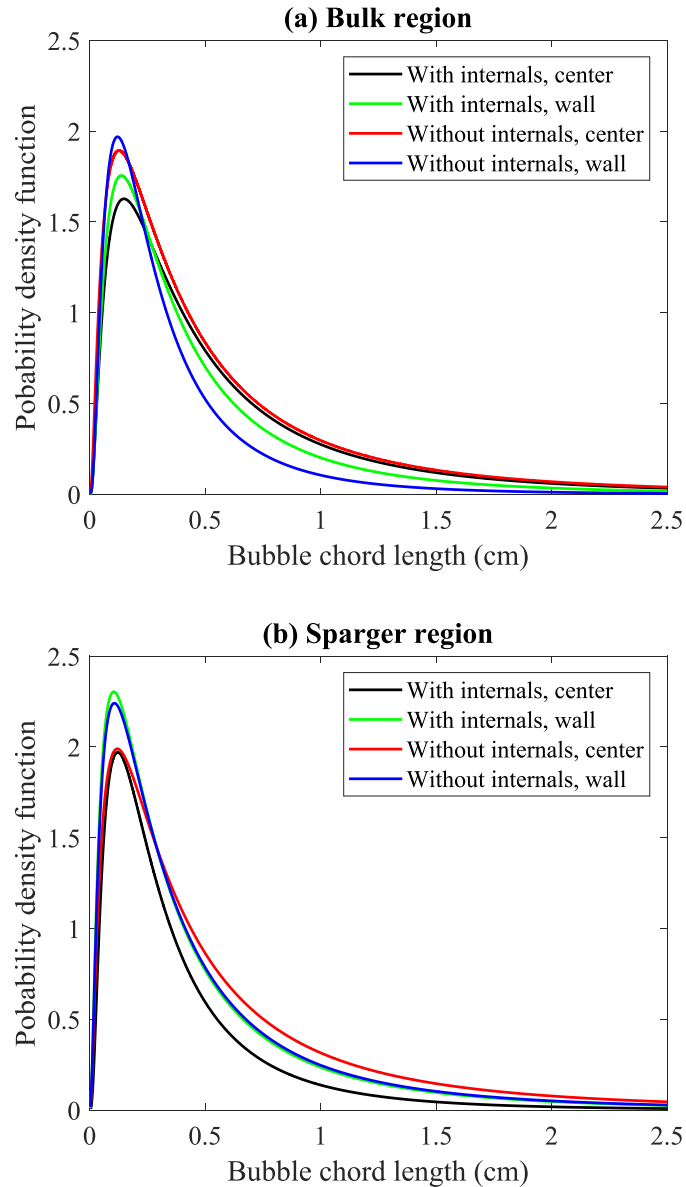 (a) Bulk region
2.5
2
1.5
1
0.5
0
Pobability density function
With internals, center
With internals, wall
Without internals, center
Without internals, wall
0 0.5 1 1.5 2 2.5
Bubble chord length (cm)
(b) Sparger region
2.5
2
1.5
1
0.5
0
Pobability density function
With internals, center
With internals, wall
Without internals, center
Without internals, wall
0 0.5 1 1.5 2 2.5
Bubble chord length (cm)